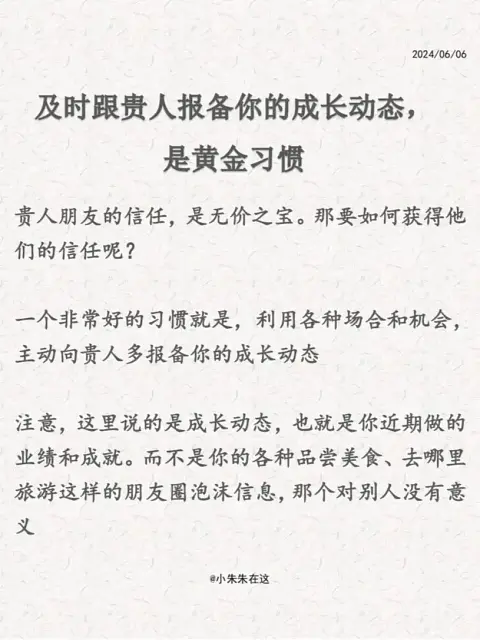 2024/06/06
及时跟贵人报备你的成长动态，
是黄金习惯
贵人朋友的信任，是无价之宝。那要如何获得他
们的信任呢？
一个非常好的习惯就是，利用各种场合和机会，
主动向贵人多报备你的成长动态
注意，这里说的是成长动态，也就是你近期做的
业绩和成就。而不是你的各种品尝美食、去哪里
旅游这样的朋友圈泡沫信息，那个对别人没有意
义
@小朱朱在这